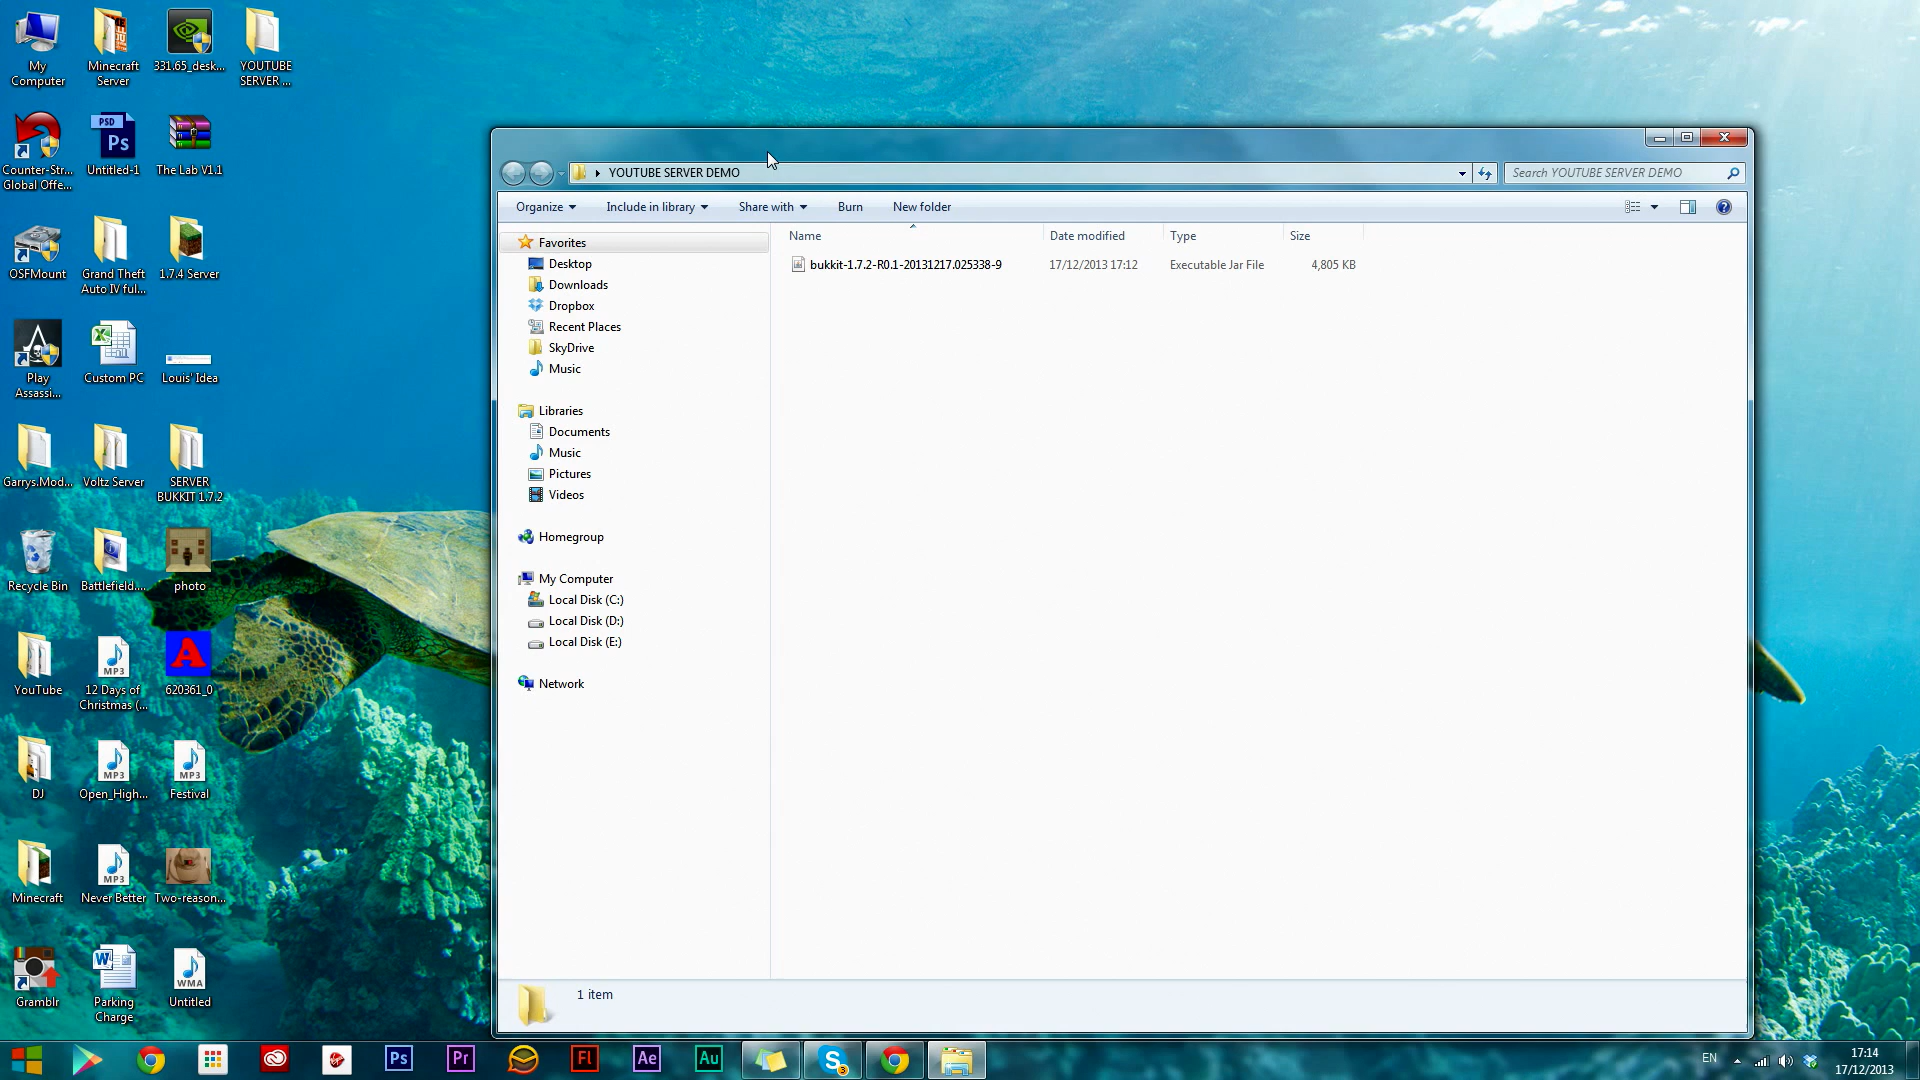 My Computer
Minecraft Server
331.65_desk...
YOUTUBE SERVER ...
Counter-Str... Global Offe...
PSD
Ps
Untitled-1
The Lab V1.1
OSFMount
Grand Theft Auto IV ful...
1.7.4 Server
Play Assassi...
Custom PC
Louis' Idea
Garrys.Mod...
Voltz Server
SERVER BUKKIT 1.7.2
Recycle Bin
Battlefield....
photo
YouTube
MP3
12 Days of Christmas (...
A
620361_0
DJ
MP3
Open_High...
MP3
Festival
Minecraft
MP3
Never Better
Two-reason...
Gramblr
Parking Charge
WMA
Untitled
YOUTUBE SERVER DEMO
Search YOUTUBE SERVER DEMO
Organize
Include in library
Share with
Burn
New folder
Favorites
Desktop
Downloads
Dropbox
Recent Places
SkyDrive
Music
Libraries
Documents
Music
Pictures
Videos
Homegroup
My Computer
Local Disk (C:)
Local Disk (D:)
Local Disk (E:)
Network
Name
Date modified
Type
Size
bukkit-1.7.2-R0.1-20131217.025338-9
17/12/2013 17:12
Executable Jar File
4,805 KB
1 item
Ps
Pr
Fl
Ae
Au
S
3
EN
17:14
17/12/2013